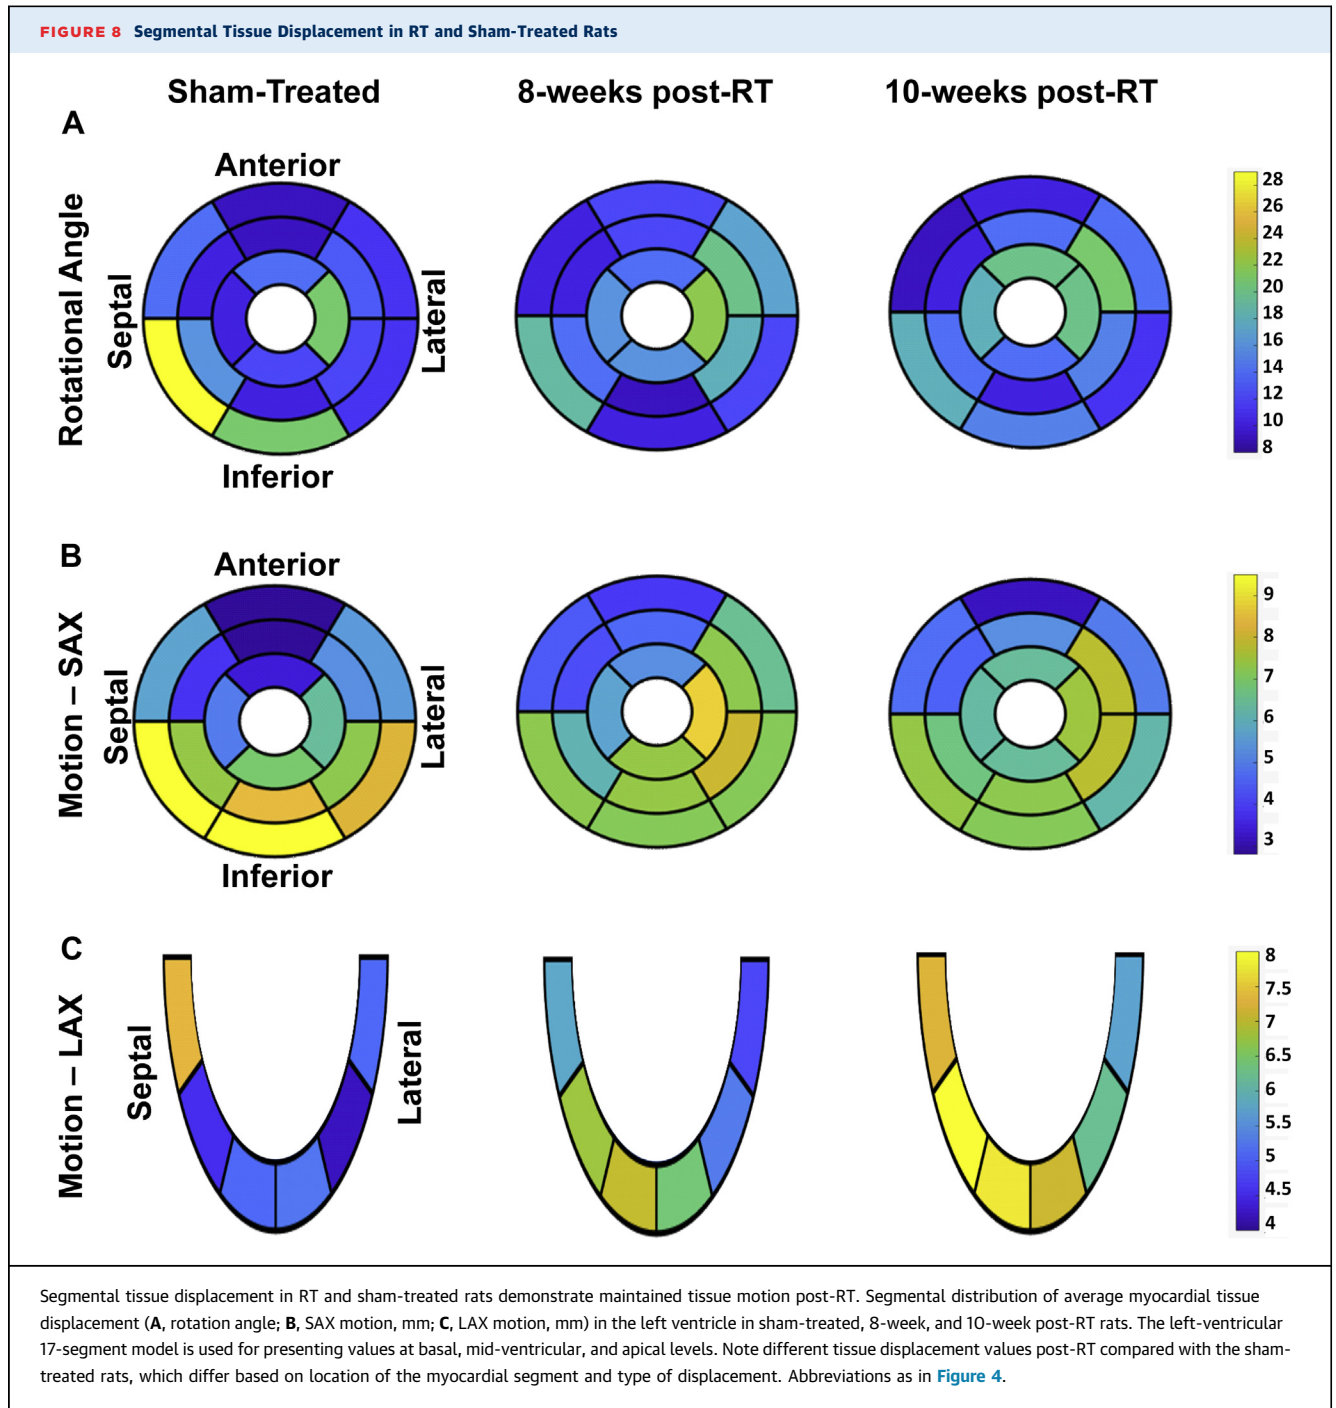 FIGURE 8 Segmental Tissue Displacement in RT and Sham-Treated Rats
Sham-Treated 8-weeks post-RT 10-weeks post-RT
A
Anterior
Rotational Angle
Septal
Lateral
Inferior
28
26
24
22
20
18
16
14
12
10
8
B
Anterior
Motion – SAX
Septal
Lateral
Inferior
9
8
7
6
5
4
3
C
Motion – LAX
Septal
Lateral
8
7.5
7
6.5
6
5.5
5
4.5
4
Segmental tissue displacement in RT and sham-treated rats demonstrate maintained tissue motion post-RT. Segmental distribution of average myocardial tissue
displacement (A, rotation angle; B, SAX motion, mm; C, LAX motion, mm) in the left ventricle in sham-treated, 8-week, and 10-week post-RT rats. The left-ventricular
17-segment model is used for presenting values at basal, mid-ventricular, and apical levels. Note different tissue displacement values post-RT compared with the sham-
treated rats, which differ based on location of the myocardial segment and type of displacement. Abbreviations as in Figure 4.